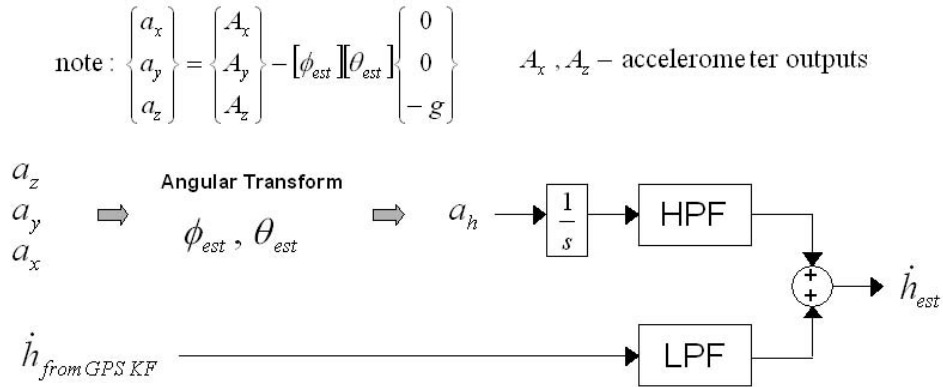 note : { a_x a_y a_z } = { A_x A_y A_z } − [ϕ_est][θ_est] { 0 0 −g }
A_x , A_z – accelerometer outputs
a_z
a_y
a_x
Angular Transform
ϕ_est , θ_est
a_h
1/s
HPF
+
+
ḣ_est
ḣ_from GPS KF
LPF